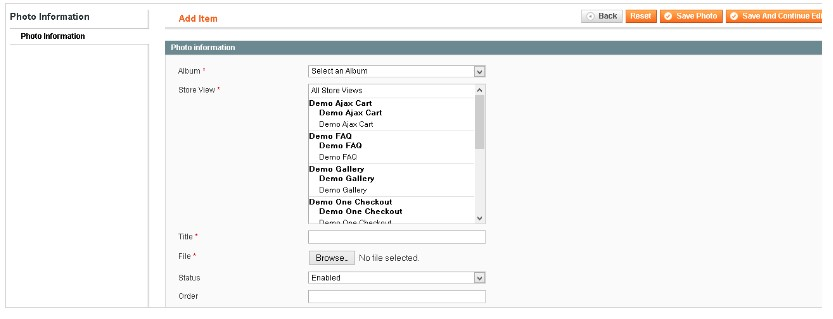 Photo Information
Photo Information
Add Item
Back Reset Save Photo Save And Continue Edi
Photo information
Album *
Select an Album
Store View *
All Store Views
Demo Ajax Cart
Demo Ajax Cart
Demo Ajax Cart
Demo FAQ
Demo FAQ
Demo FAQ
Demo Gallery
Demo Gallery
Demo Gallery
Demo One Checkout
Demo One Checkout
Demo One Checkout
Title *
File *
Browse.. No file selected.
Status
Enabled
Order